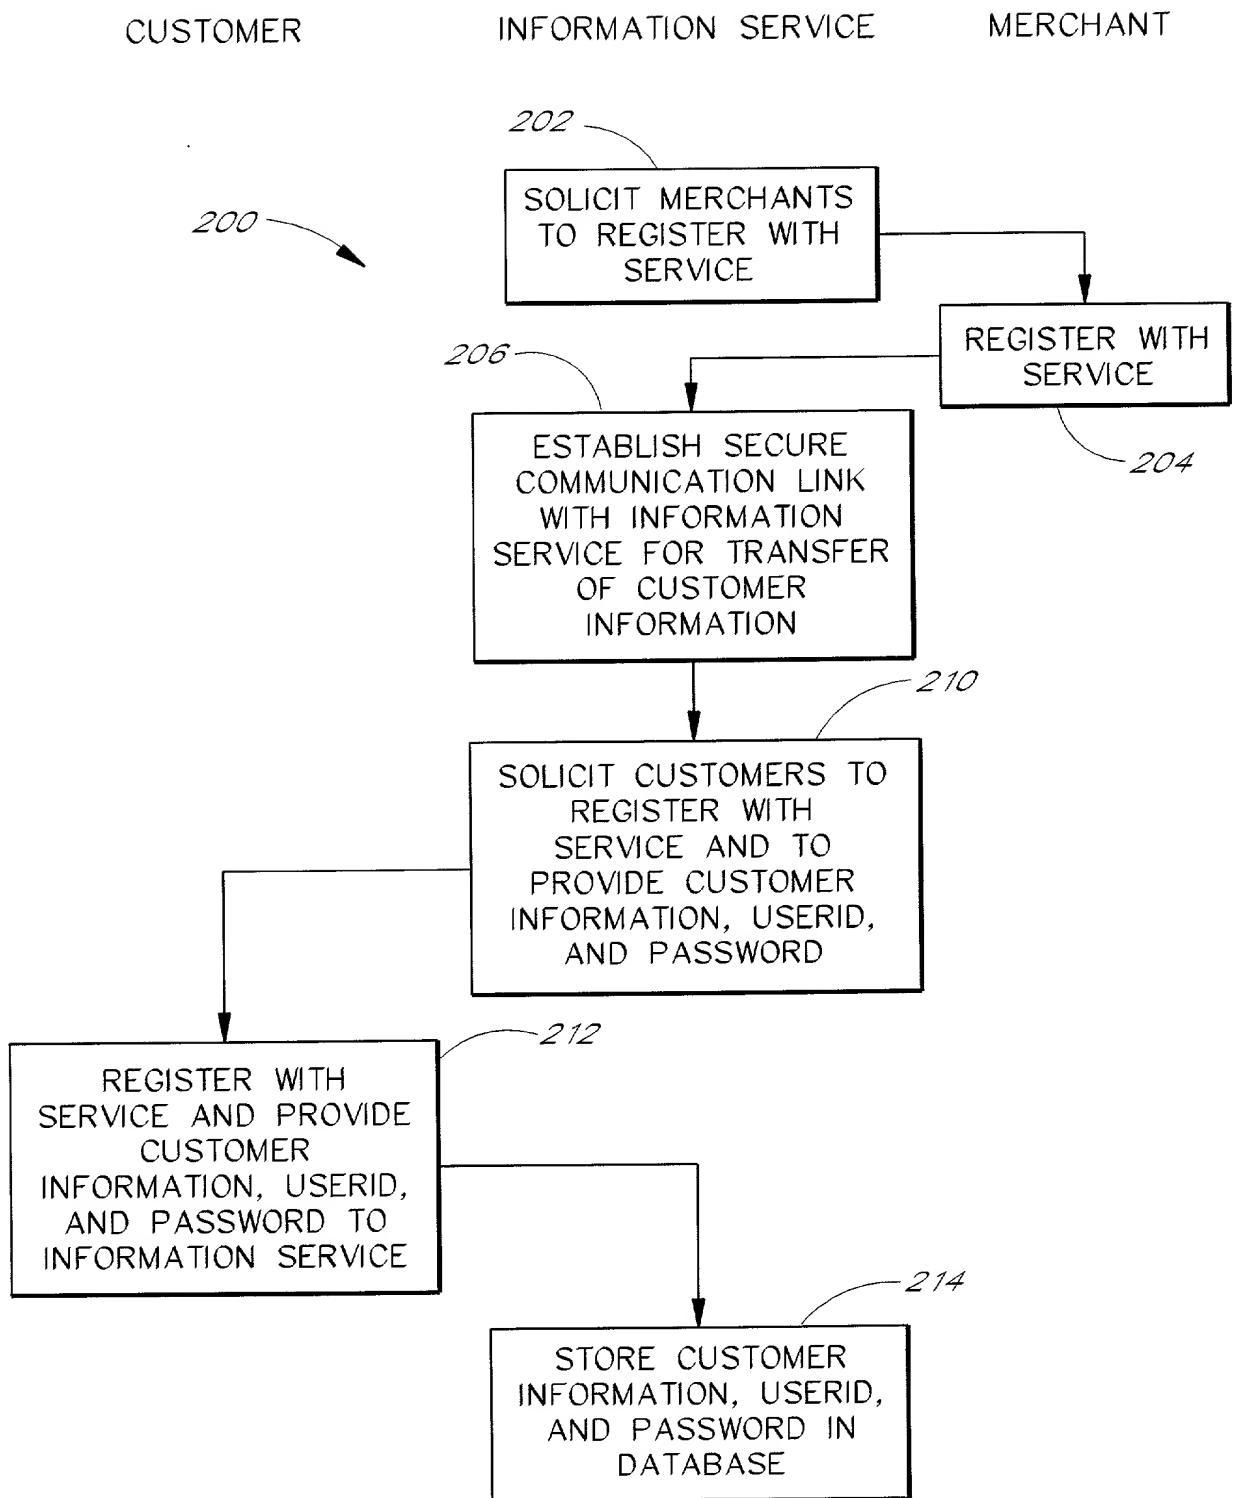 CUSTOMER INFORMATION SERVICE MERCHANT
202
SOLICIT MERCHANTS
TO REGISTER WITH
SERVICE
200
REGISTER WITH
SERVICE
204
206
ESTABLISH SECURE
COMMUNICATION LINK
WITH INFORMATION
SERVICE FOR TRANSFER
OF CUSTOMER
INFORMATION
210
SOLICIT CUSTOMERS TO
REGISTER WITH
SERVICE AND TO
PROVIDE CUSTOMER
INFORMATION, USERID,
AND PASSWORD
212
REGISTER WITH
SERVICE AND PROVIDE
CUSTOMER
INFORMATION, USERID,
AND PASSWORD TO
INFORMATION SERVICE
214
STORE CUSTOMER
INFORMATION, USERID,
AND PASSWORD IN
DATABASE